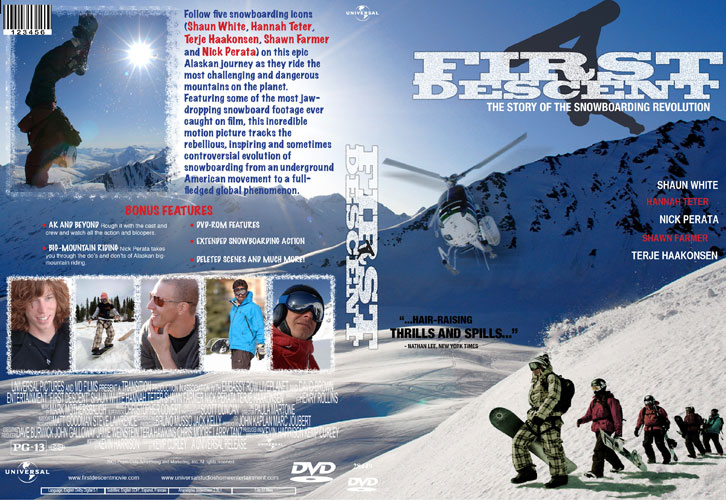 123456
Follow five snowboarding icons
(Shaun White, Hannah Teter,
Terje Haakonsen, Shawn Farmer
and Nick Perata) on this epic
Alaskan journey as they ride the
most challenging and dangerous
mountains on the planet.
Featuring some of the most jaw-
dropping snowboard footage ever
caught on film, this incredible
motion picture tracks the
rebellious, inspiring and sometimes
controversial evolution of
snowboarding from an underground
American movement to a full-
fledged global phenomenon.
BONUS FEATURES
AK AND BEYOND Rough it with the cast and
crew and watch all the action and bloopers.
BIG-MOUNTAIN RIDING Nick Perata takes
you through the do's and don'ts of Alaskan big-
mountain riding.
DVD-ROM FEATURES
EXTENDED SNOWBOARDING ACTION
DELETED SCENES AND MUCH MORE!
PG-13
UNIVERSAL
www.firstdescentmovie.com
www.universalstudioshomeentertainment.com
DVD
FIRST
DESCENT
DVD
UNIVERSAL
FIRST
DESCENT
THE STORY OF THE SNOWBOARDING REVOLUTION
SHAUN WHITE
HANNAH TETER
NICK PERATA
SHAWN FARMER
TERJE HAAKONSEN
"...HAIR-RAISING
THRILLS AND SPILLS..."
- NATHAN LEE, NEW YORK TIMES